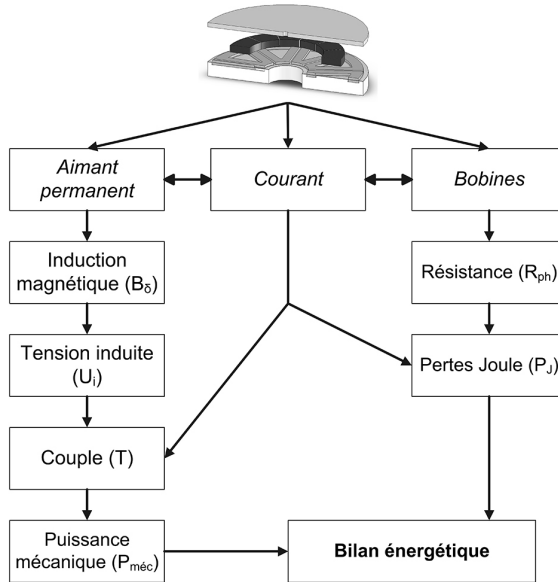 Aimant
permanent
Courant
Bobines
Induction
magnétique (Bδ)
Résistance (Rph)
Tension induite
(Ui)
Pertes Joule (PJ)
Couple (T)
Puissance
mécanique (Pméc)
Bilan énergétique